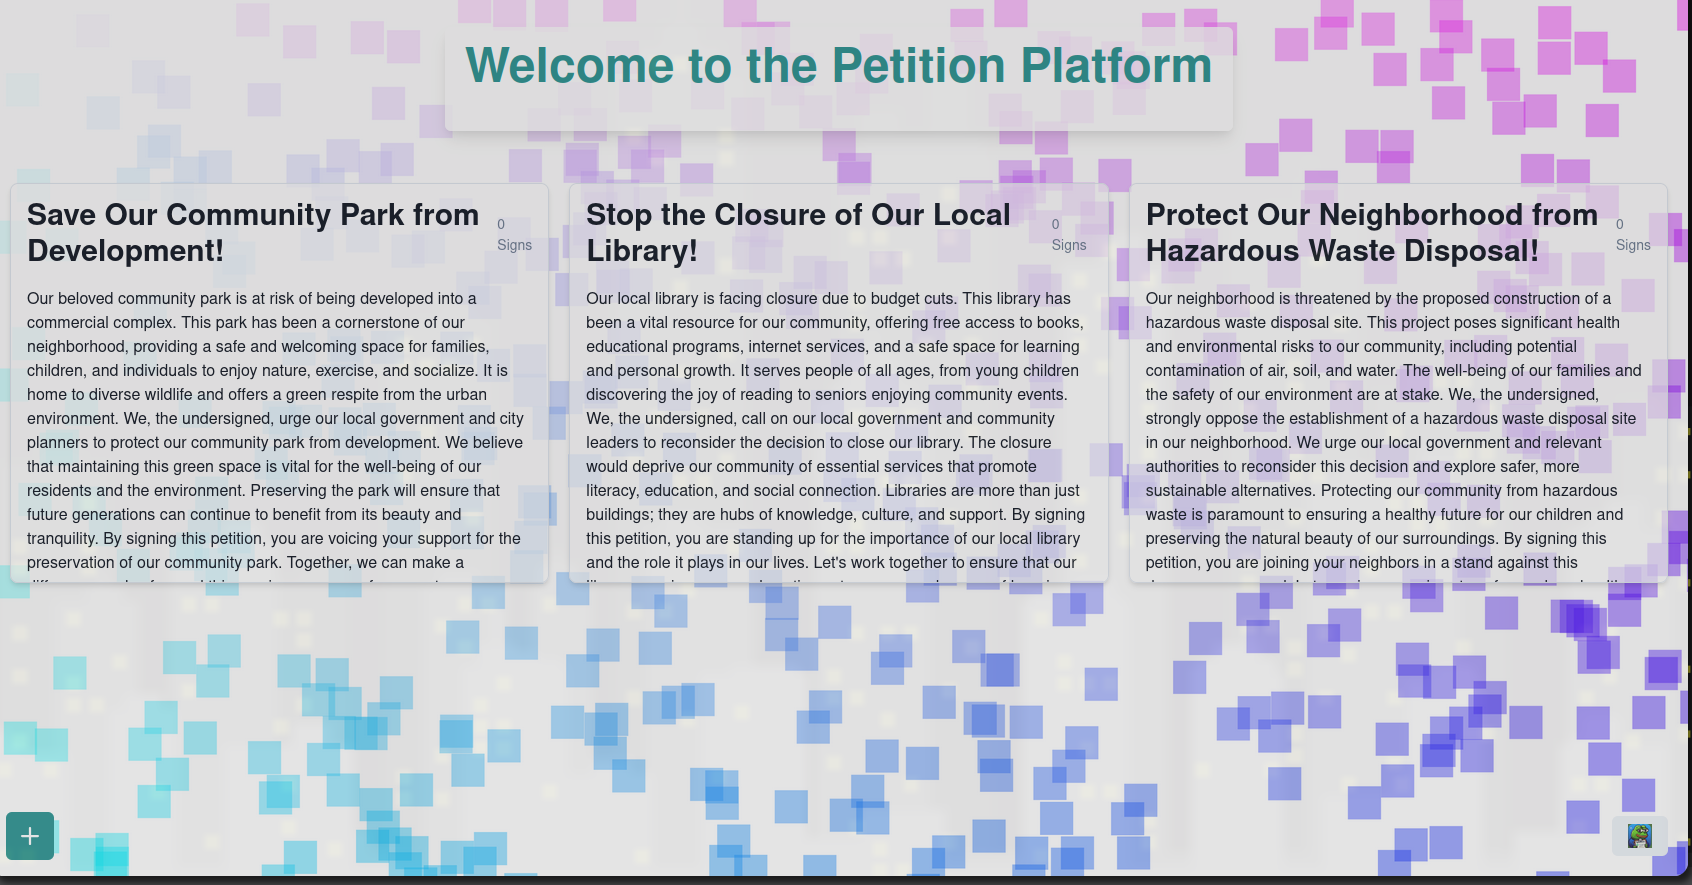 Welcome to the Petition Platform
Save Our Community Park from
Development!
0
Signs
Our beloved community park is at risk of being developed into a
commercial complex. This park has been a cornerstone of our
neighborhood, providing a safe and welcoming space for families,
children, and individuals to enjoy nature, exercise, and socialize. It is
home to diverse wildlife and offers a green respite from the urban
environment. We, the undersigned, urge our local government and city
planners to protect our community park from development. We believe
that maintaining this green space is vital for the well-being of our
residents and the environment. Preserving the park will ensure that
future generations can continue to benefit from its beauty and
tranquility. By signing this petition, you are voicing your support for the
preservation of our community park. Together, we can make a
Stop the Closure of Our Local
Library!
0
Signs
Our local library is facing closure due to budget cuts. This library has
been a vital resource for our community, offering free access to books,
educational programs, internet services, and a safe space for learning
and personal growth. It serves people of all ages, from young children
discovering the joy of reading to seniors enjoying community events.
We, the undersigned, call on our local government and community
leaders to reconsider the decision to close our library. The closure
would deprive our community of essential services that promote
literacy, education, and social connection. Libraries are more than just
buildings; they are hubs of knowledge, culture, and support. By signing
this petition, you are standing up for the importance of our local library
and the role it plays in our lives. Let's work together to ensure that our
Protect Our Neighborhood from
Hazardous Waste Disposal!
0
Signs
Our neighborhood is threatened by the proposed construction of a
hazardous waste disposal site. This project poses significant health
and environmental risks to our community, including potential
contamination of air, soil, and water. The well-being of our families and
the safety of our environment are at stake. We, the undersigned,
strongly oppose the establishment of a hazardous waste disposal site
in our neighborhood. We urge our local government and relevant
authorities to reconsider this decision and explore safer, more
sustainable alternatives. Protecting our community from hazardous
waste is paramount to ensuring a healthy future for our children and
preserving the natural beauty of our surroundings. By signing this
petition, you are joining your neighbors in a stand against this